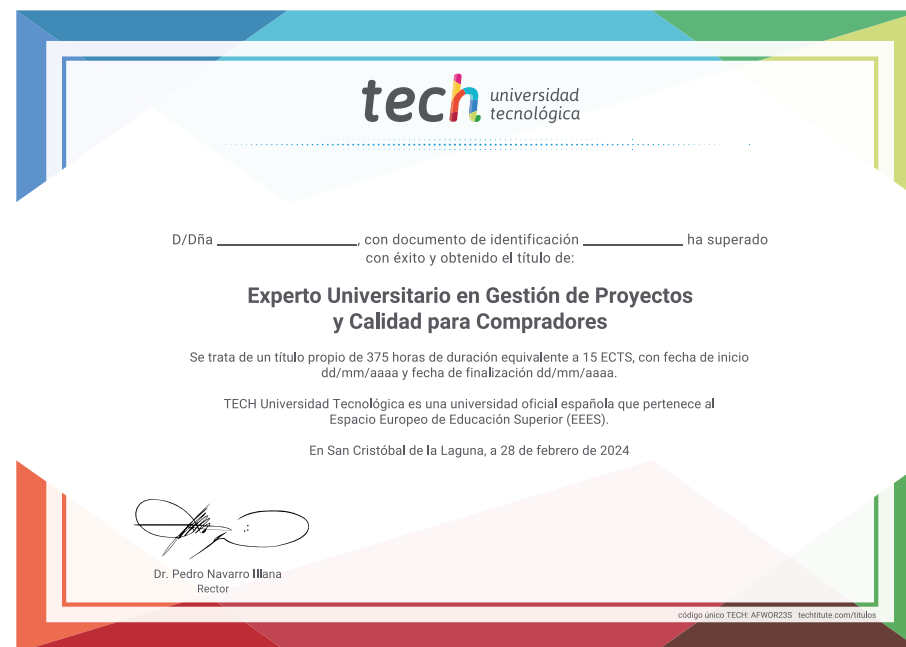 tech universidad
tecnológica
D/Dña ____________________, con documento de identificación ______________ ha superado
con éxito y obtenido el título de:
Experto Universitario en Gestión de Proyectos
y Calidad para Compradores
Se trata de un título propio de 375 horas de duración equivalente a 15 ECTS, con fecha de inicio
dd/mm/aaaa y fecha de finalización dd/mm/aaaa.
TECH Universidad Tecnológica es una universidad oficial española que pertenece al
Espacio Europeo de Educación Superior (EEES).
En San Cristóbal de la Laguna, a 28 de febrero de 2024
Dr. Pedro Navarro Illana
Rector
código único TECH: AFWOR23S techtitute.com/titulos